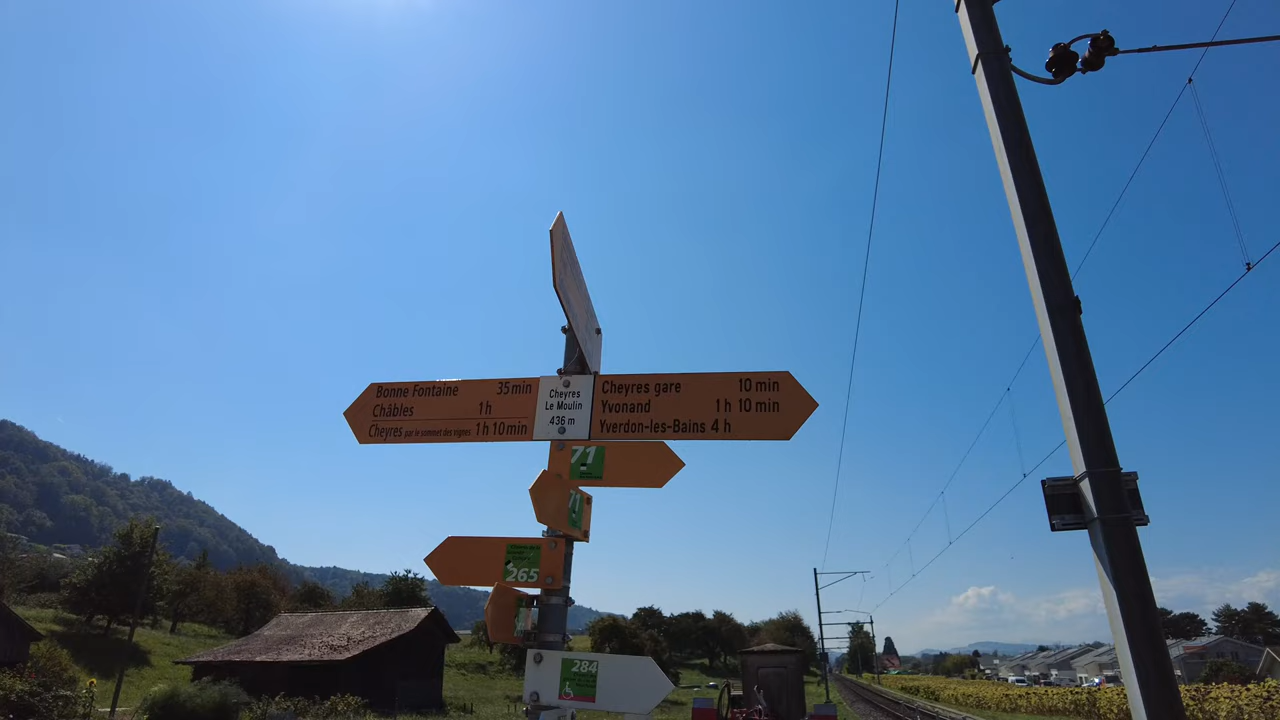 Bonne Fontaine 35 min
Châbles 1 h
Cheyres par le sommet des vignes 1 h 10 min
Cheyres
Le Moulin
436 m
Cheyres gare 10 min
Yvonand 1 h 10 min
Yverdon-les-Bains 4 h
71
71
265
284